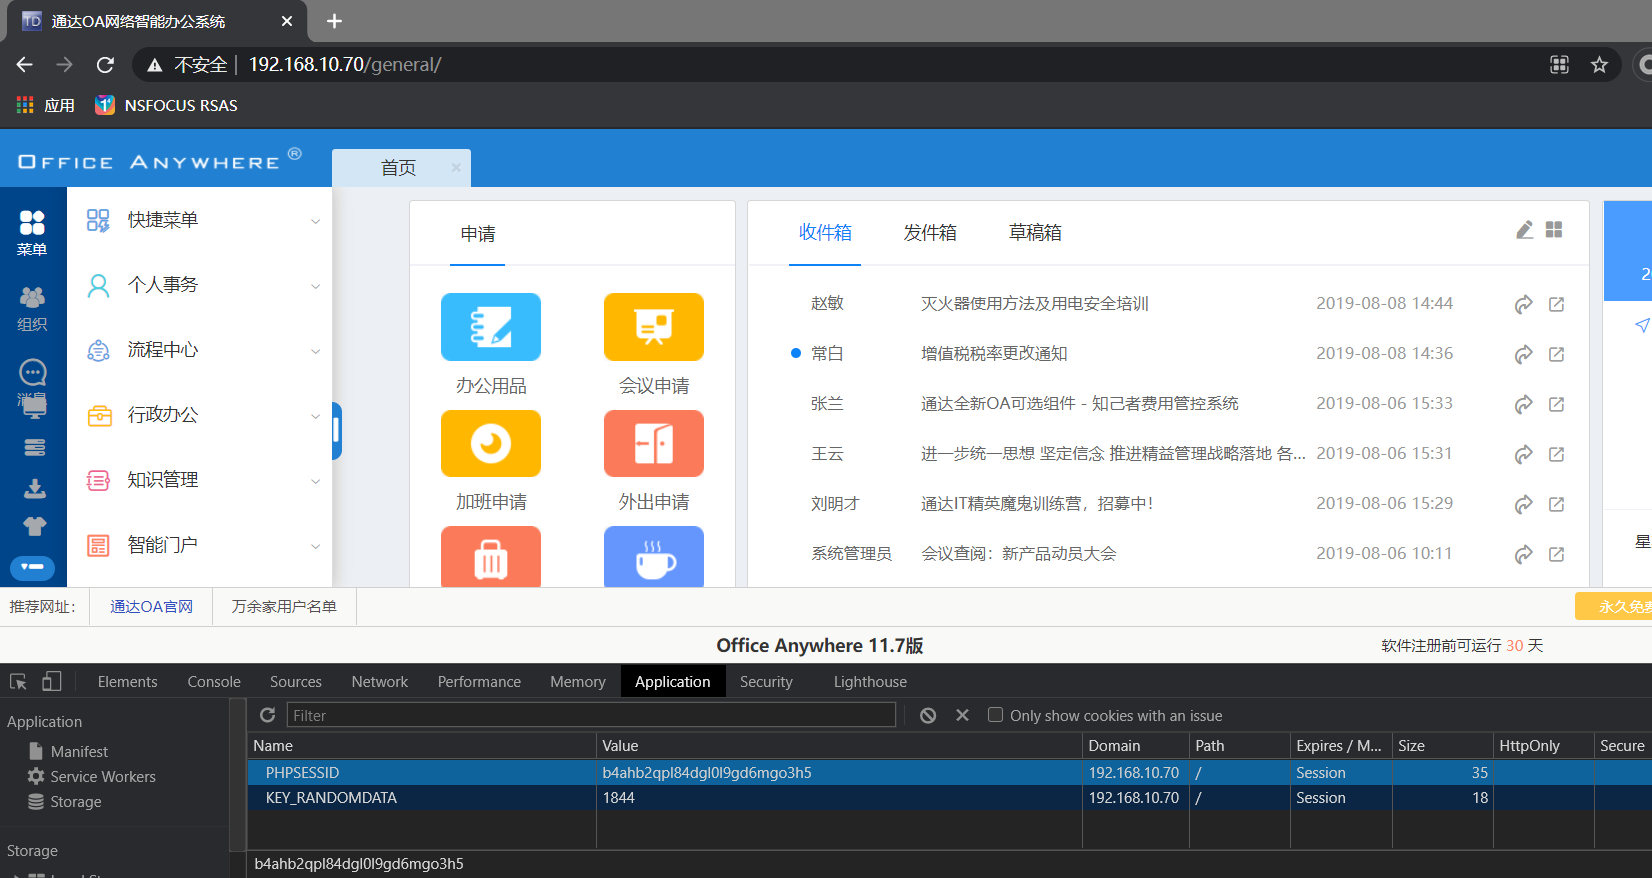 通达OA网络智能办公系统
不安全 192.168.10.70/general/
应用 NSFOCUS RSAS
OFFICE ANYWHERE ® 首页
菜单
组织
消息
快捷菜单
个人事务
流程中心
行政办公
知识管理
智能门户
申请
办公用品 会议申请
加班申请 外出申请
收件箱 发件箱 草稿箱
赵敏 灭火器使用方法及用电安全培训 2019-08-08 14:44
常白 增值税税率更改通知 2019-08-08 14:36
张兰 通达全新OA可选组件 - 知己者费用管控系统 2019-08-06 15:33
王云 进一步统一思想 坚定信念 推进精益管理战略落地 各... 2019-08-06 15:31
刘明才 通达IT精英魔鬼训练营，招募中！ 2019-08-06 15:29
系统管理员 会议查阅：新产品动员大会 2019-08-06 10:11
2
星
推荐网址： 通达OA官网 万余家用户名单 永久免费
Office Anywhere 11.7版 软件注册前可运行 30 天
Elements Console Sources Network Performance Memory Application Security Lighthouse
Application
Manifest
Service Workers
Storage
Storage
Filter Only show cookies with an issue
Name Value Domain Path Expires / M... Size HttpOnly Secure
PHPSESSID b4ahb2qpl84dgl0l9gd6mgo3h5 192.168.10.70 / Session 35
KEY_RANDOMDATA 1844 192.168.10.70 / Session 18
b4ahb2qpl84dgl0l9gd6mgo3h5